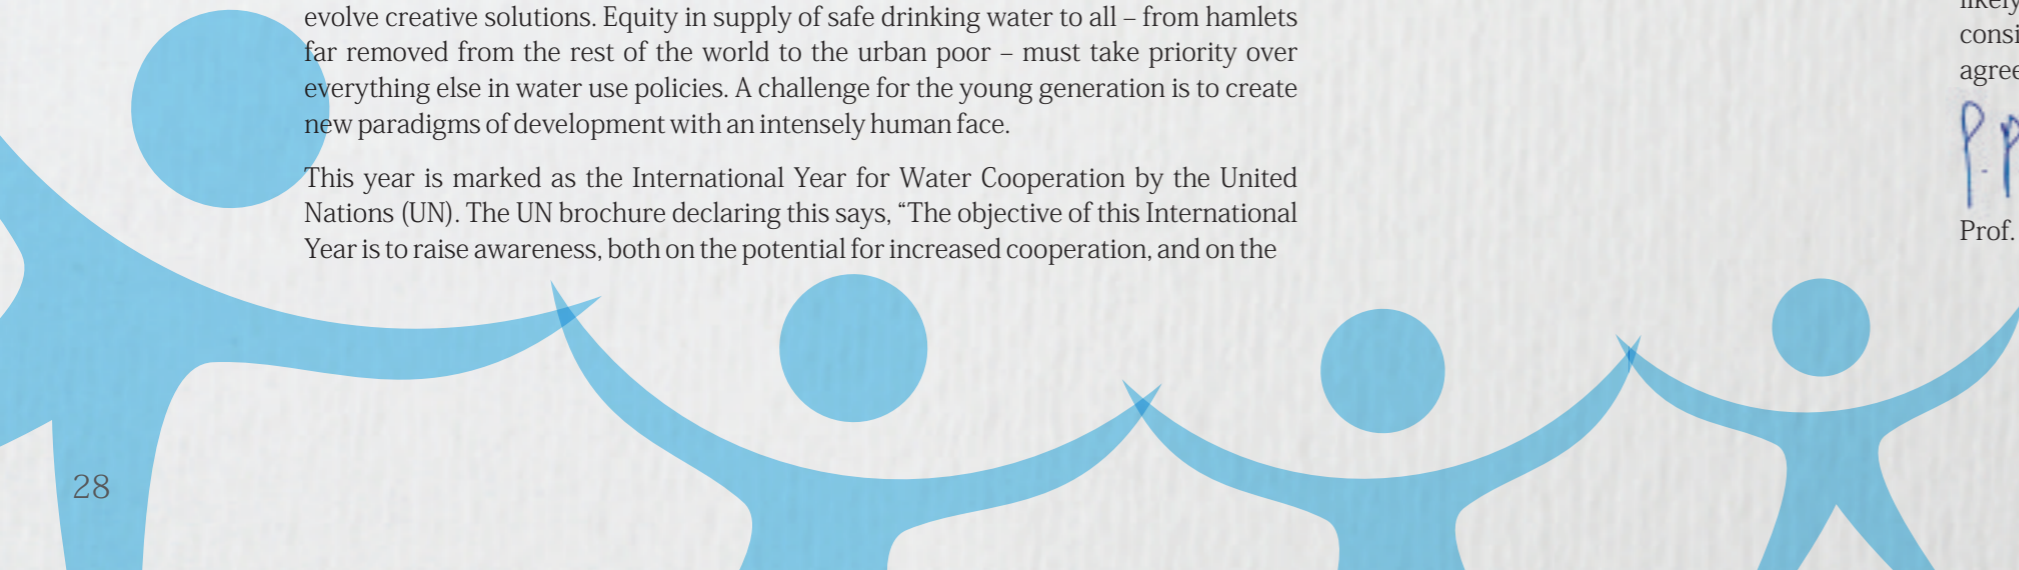 evolve creative solutions. Equity in supply of safe drinking water to all – from hamlets
far removed from the rest of the world to the urban poor – must take priority over
everything else in water use policies. A challenge for the young generation is to create
new paradigms of development with an intensely human face.
This year is marked as the International Year for Water Cooperation by the United
Nations (UN). The UN brochure declaring this says, “The objective of this International
Year is to raise awareness, both on the potential for increased cooperation, and on the
28
Prof.